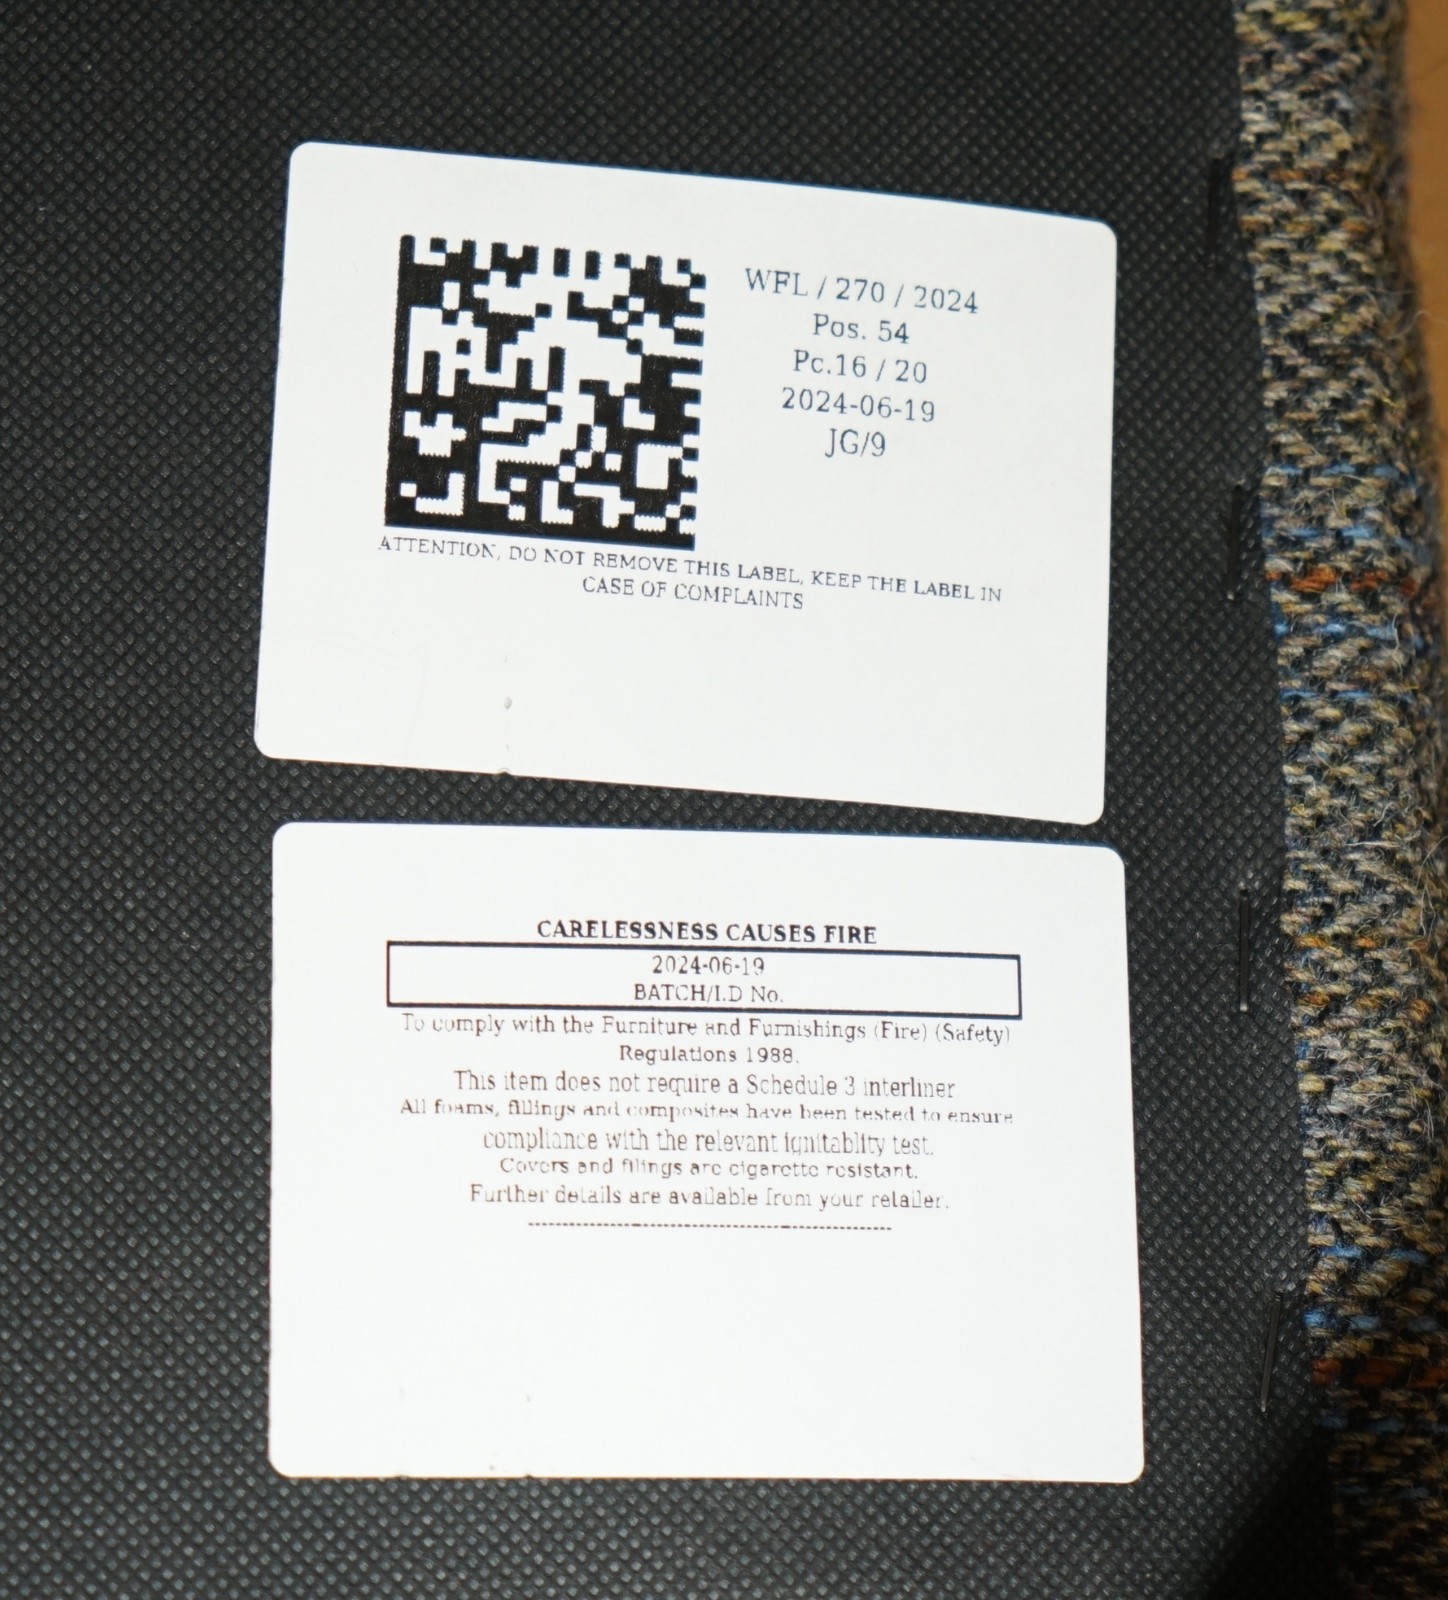 WFL / 270 / 2024
Pos. 54
Pc.16 / 20
2024-06-19
JG/9
ATTENTION, DO NOT REMOVE THIS LABEL, KEEP THE LABEL IN
CASE OF COMPLAINTS
CARELESSNESS CAUSES FIRE
2024-06-19
BATCH/I.D No.
To comply with the Furniture and Furnishings (Fire) (Safety)
Regulations 1988.
This item does not require a Schedule 3 interliner
All foams, fillings and composites have been tested to ensure
compliance with the relevant ignitablity test.
Covers and filings are cigarette resistant.
Further details are available from your retailer.